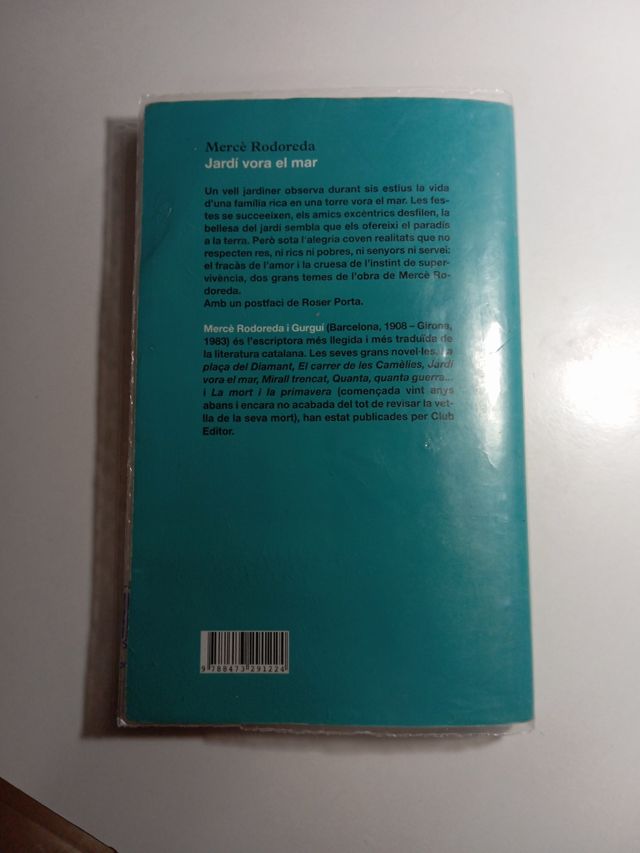 Mercè Rodoreda
Jardí vora el mar
Un vell jardiner observa durant sis estius la vida
d'una família rica en una torre vora el mar. Les fes-
tes se succeeixen, els amics excèntrics desfilen, la
bellesa del jardí sembla que els ofereixi el paradís
a la terra. Però sota l'alegria coven realitats que no
respecten res, ni rics ni pobres, ni senyors ni servei:
el fracàs de l'amor i la cruesa de l'instint de super-
vivència, dos grans temes de l'obra de Mercè Ro-
doreda.
Amb un postfaci de Roser Porta.
Mercè Rodoreda i Gurguí (Barcelona, 1908 – Girona,
1983) és l'escriptora més llegida i més traduïda de
la literatura catalana. Les seves grans novel·les, La
plaça del Diamant, El carrer de les Camèlies, Jardí
vora el mar, Mirall trencat, Quanta, quanta guerra...
i La mort i la primavera (començada vint anys
abans i encara no acabada del tot de revisar la vet-
lla de la seva mort), han estat publicades per Club
Editor.
9 788473 291224